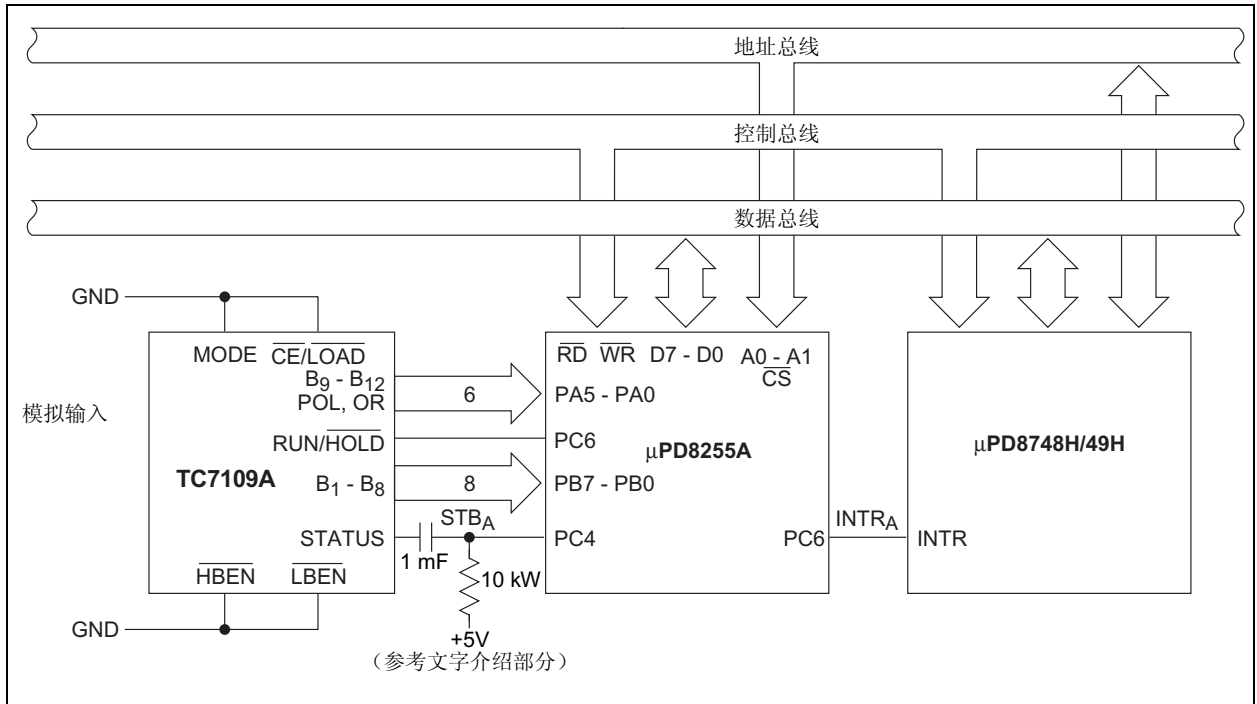 地址总线
控制总线
数据总线
GND
MODE CE/LOAD
B9 - B12
POL, OR
6
RUN/HOLD
模拟输入
TC7109A
B1 - B8
8
STATUS
HBEN LBEN
GND
STBA
1 mF
10 kW
+5V
（参考文字介绍部分）
RD WR D7 - D0 A0 - A1
CS
PA5 - PA0
PC6
μPD8255A
PB7 - PB0
PC4
PC6
INTRA
INTR
μPD8748H/49H